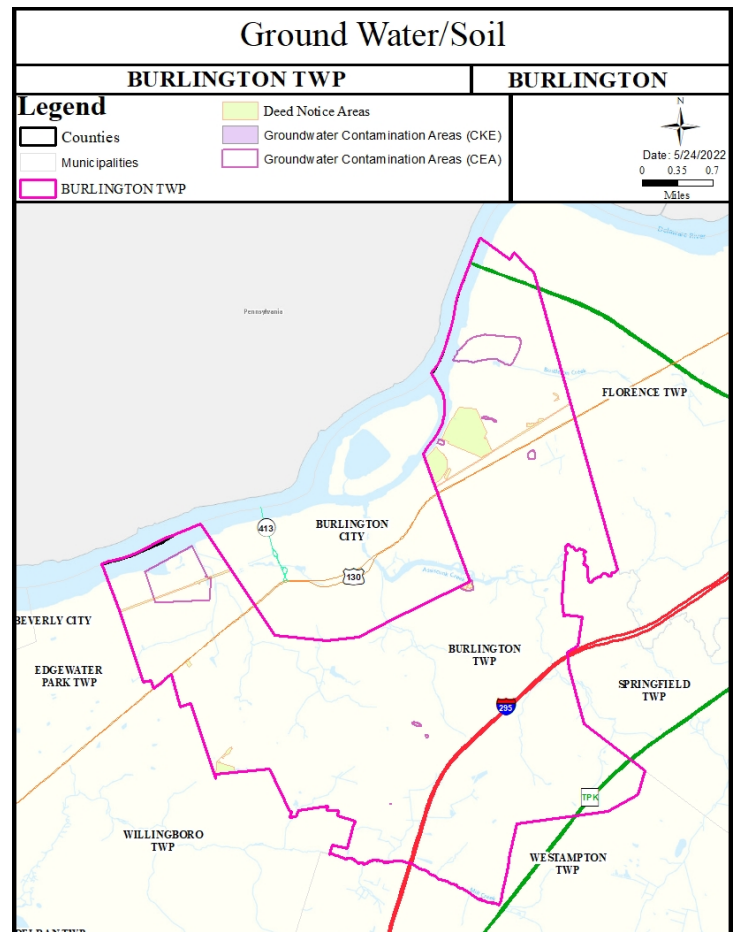 Ground Water/Soil
BURLINGTON TWP
BURLINGTON
Legend
Counties
Municipalities
BURLINGTON TWP
Deed Notice Areas
Groundwater Contamination Areas (CKE)
Groundwater Contamination Areas (CEA)
N
Date: 5/24/2022
0 0.35 0.7
Miles
Delaware River
Pennsylvania
FLORENCE TWP
413
BURLINGTON
CITY
130
BEVERLY CITY
BURLINGTON
TWP
EDGEWATER
PARK TWP
SPRINGFIELD
TWP
295
TPK
WILLINGBORO
TWP
WESTAMPTON
TWP